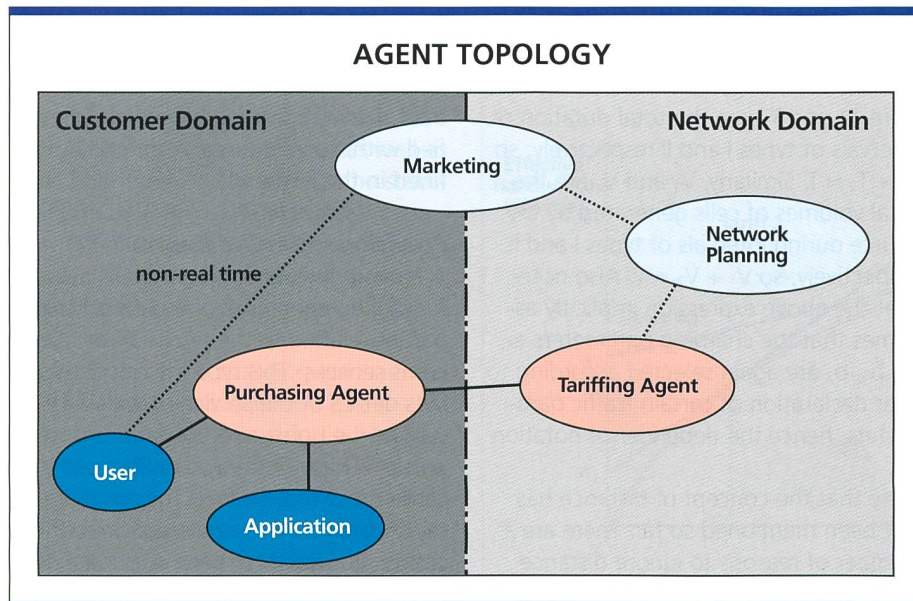 AGENT TOPOLOGY
Customer Domain
Network Domain
Marketing
Network
Planning
non-real time
Purchasing Agent
Tariffing Agent
User
Application